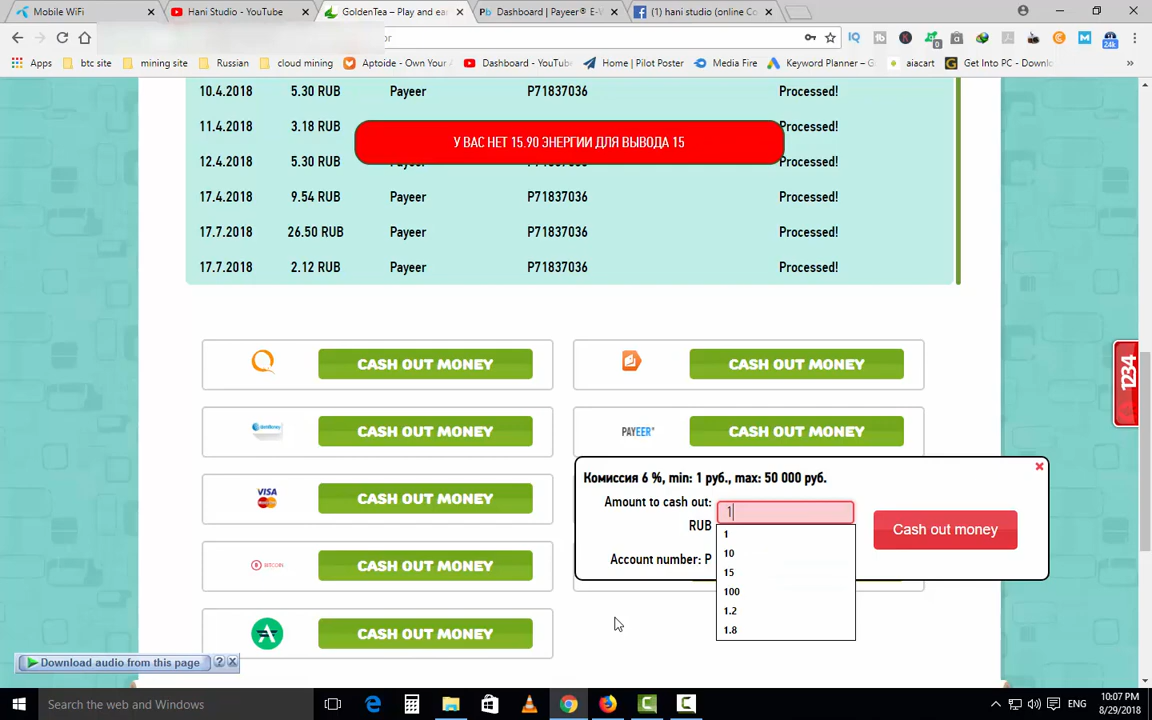 Mobile WiFi
Hani Studio - YouTube
GoldenTea – Play and ea
Dashboard | Payeer® E-W
(1) hani studio (online Co
or
Apps
btc site
mining site
Russian
cloud mining
Aptoide - Own Your
Dashboard - YouTub
Home | Pilot Poster
Media Fire
Keyword Planner – G
aiacart
Get Into PC - Downl
10.4.2018 5.30 RUB Payeer P71837036 Processed!
11.4.2018 3.18 RUB Processed!
У ВАС НЕТ 15.90 ЭНЕРГИИ ДЛЯ ВЫВОДА 15
12.4.2018 5.30 RUB Payeer P71837036 Processed!
17.4.2018 9.54 RUB Payeer P71837036 Processed!
17.7.2018 26.50 RUB Payeer P71837036 Processed!
17.7.2018 2.12 RUB Payeer P71837036 Processed!
1234
CASH OUT MONEY
CASH OUT MONEY
CASH OUT MONEY
PAYEER
CASH OUT MONEY
Комиссия 6 %, min: 1 руб., max: 50 000 руб.
VISA
CASH OUT MONEY
Amount to cash out:
1
RUB
Cash out money
1
10
Account number: P
BITCOIN
CASH OUT MONEY
15
100
1.2
1.8
CASH OUT MONEY
Download audio from this page
?
Search the web and Windows
ENG
10:07 PM
8/29/2018